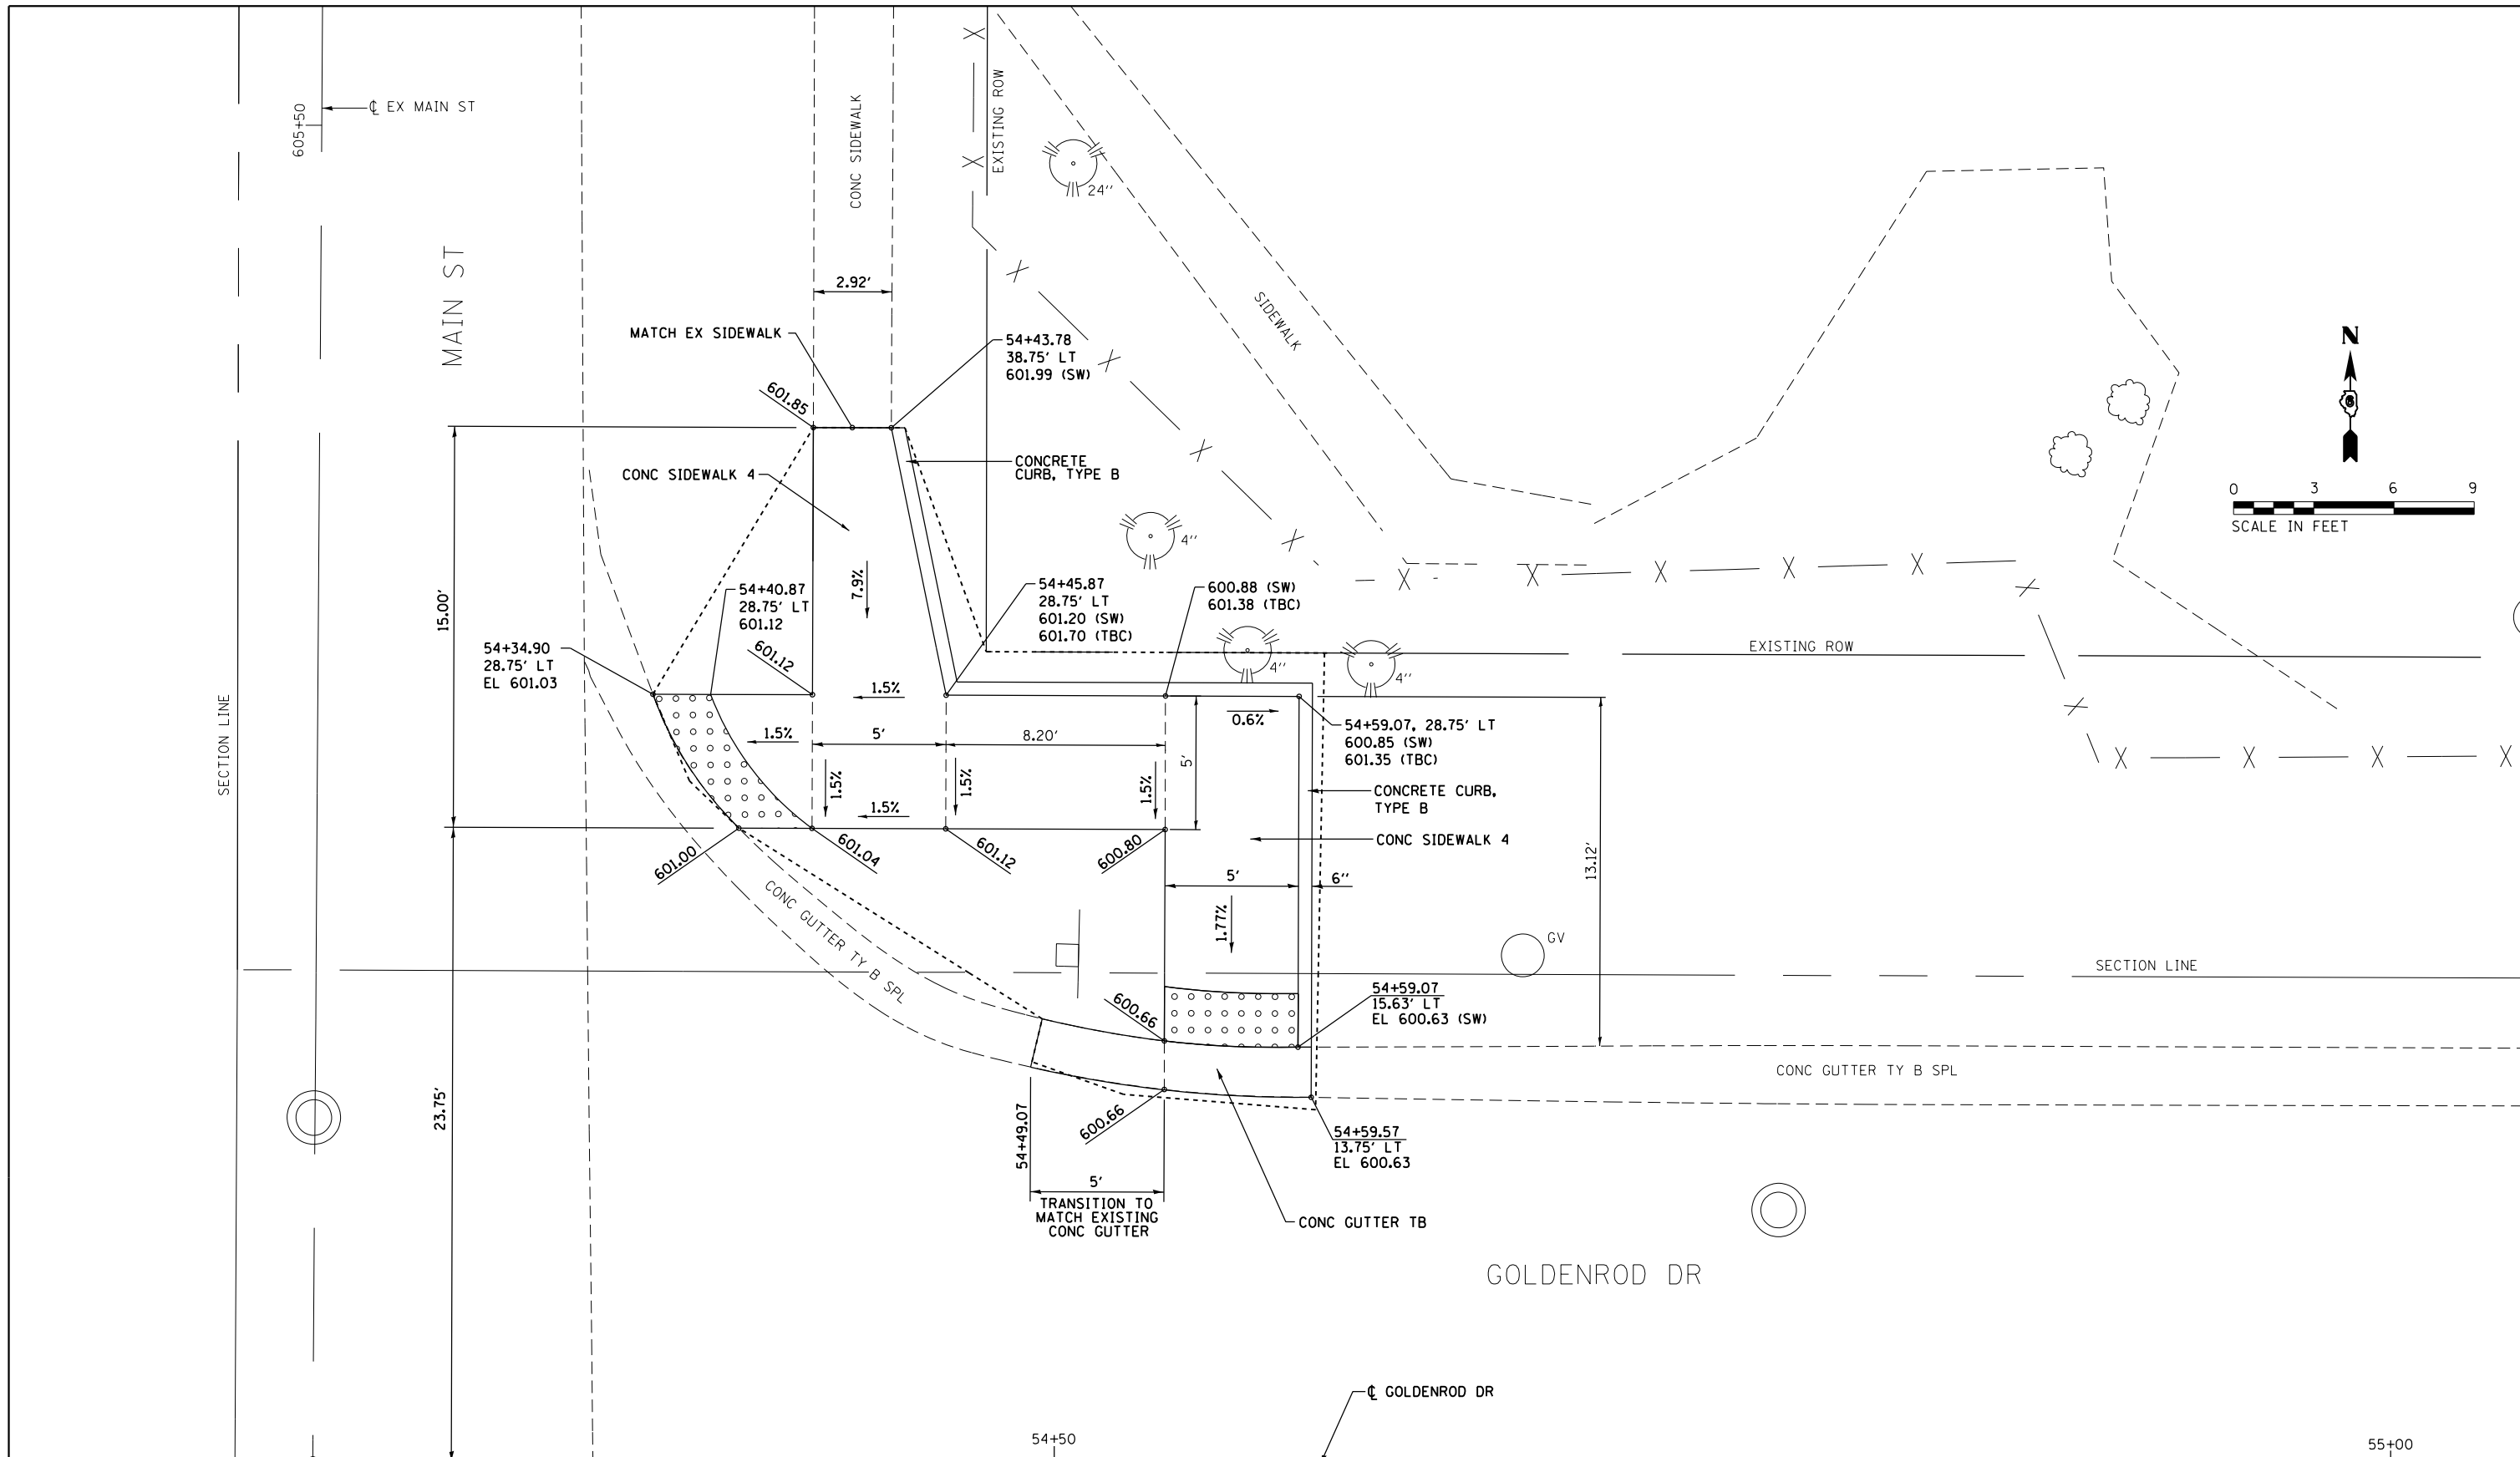 ℄ EX MAIN ST
605+50
MAIN ST
CONC SIDEWALK
EXISTING ROW
24''
SIDEWALK
2.92'
MATCH EX SIDEWALK
54+43.78
38.75' LT
601.99 (SW)
601.85
N
6
0 3 6 9
SCALE IN FEET
CONC SIDEWALK 4
CONCRETE
CURB, TYPE B
4''
15.00'
7.9%
54+40.87
28.75' LT
601.12
54+45.87
28.75' LT
601.20 (SW)
601.70 (TBC)
600.88 (SW)
601.38 (TBC)
54+34.90
28.75' LT
EL 601.03
601.12
4''
4''
EXISTING ROW
SECTION LINE
1.5%
0.6%
54+59.07, 28.75' LT
600.85 (SW)
601.35 (TBC)
1.5%
5'
8.20'
5'
1.5%
1.5%
1.5%
1.5%
CONCRETE CURB,
TYPE B
601.00
601.04
601.12
600.80
CONC SIDEWALK 4
13.12'
5'
6''
CONC GUTTER TY B SPL
1.77%
GV
SECTION LINE
600.66
54+59.07
15.63' LT
EL 600.63 (SW)
CONC GUTTER TY B SPL
23.75'
54+49.07
600.66
54+59.57
13.75' LT
EL 600.63
5'
TRANSITION TO
MATCH EXISTING
CONC GUTTER
CONC GUTTER TB
GOLDENROD DR
℄ GOLDENROD DR
54+50
55+00